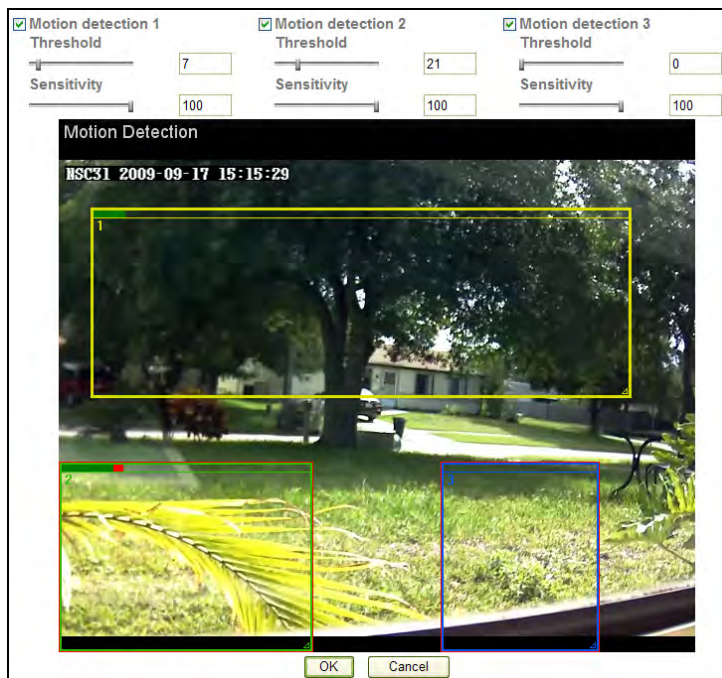 Motion detection 1
Threshold
7
Sensitivity
100
Motion detection 2
Threshold
21
Sensitivity
100
Motion detection 3
Threshold
0
Sensitivity
100
Motion Detection
NSC31 2009-09-17 15:15:29
1
2
OK
Cancel